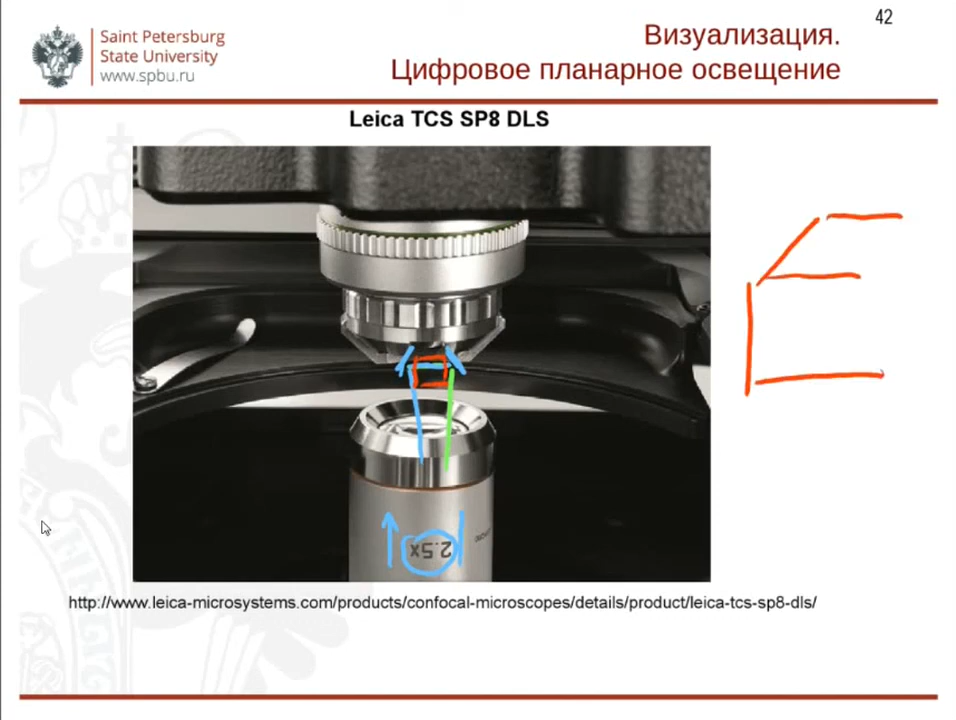 42
Saint Petersburg
State University
www.spbu.ru
Визуализация.
Цифровое планарное освещение
Leica TCS SP8 DLS
2.5x
http://www.leica-microsystems.com/products/confocal-microscopes/details/product/leica-tcs-sp8-dls/